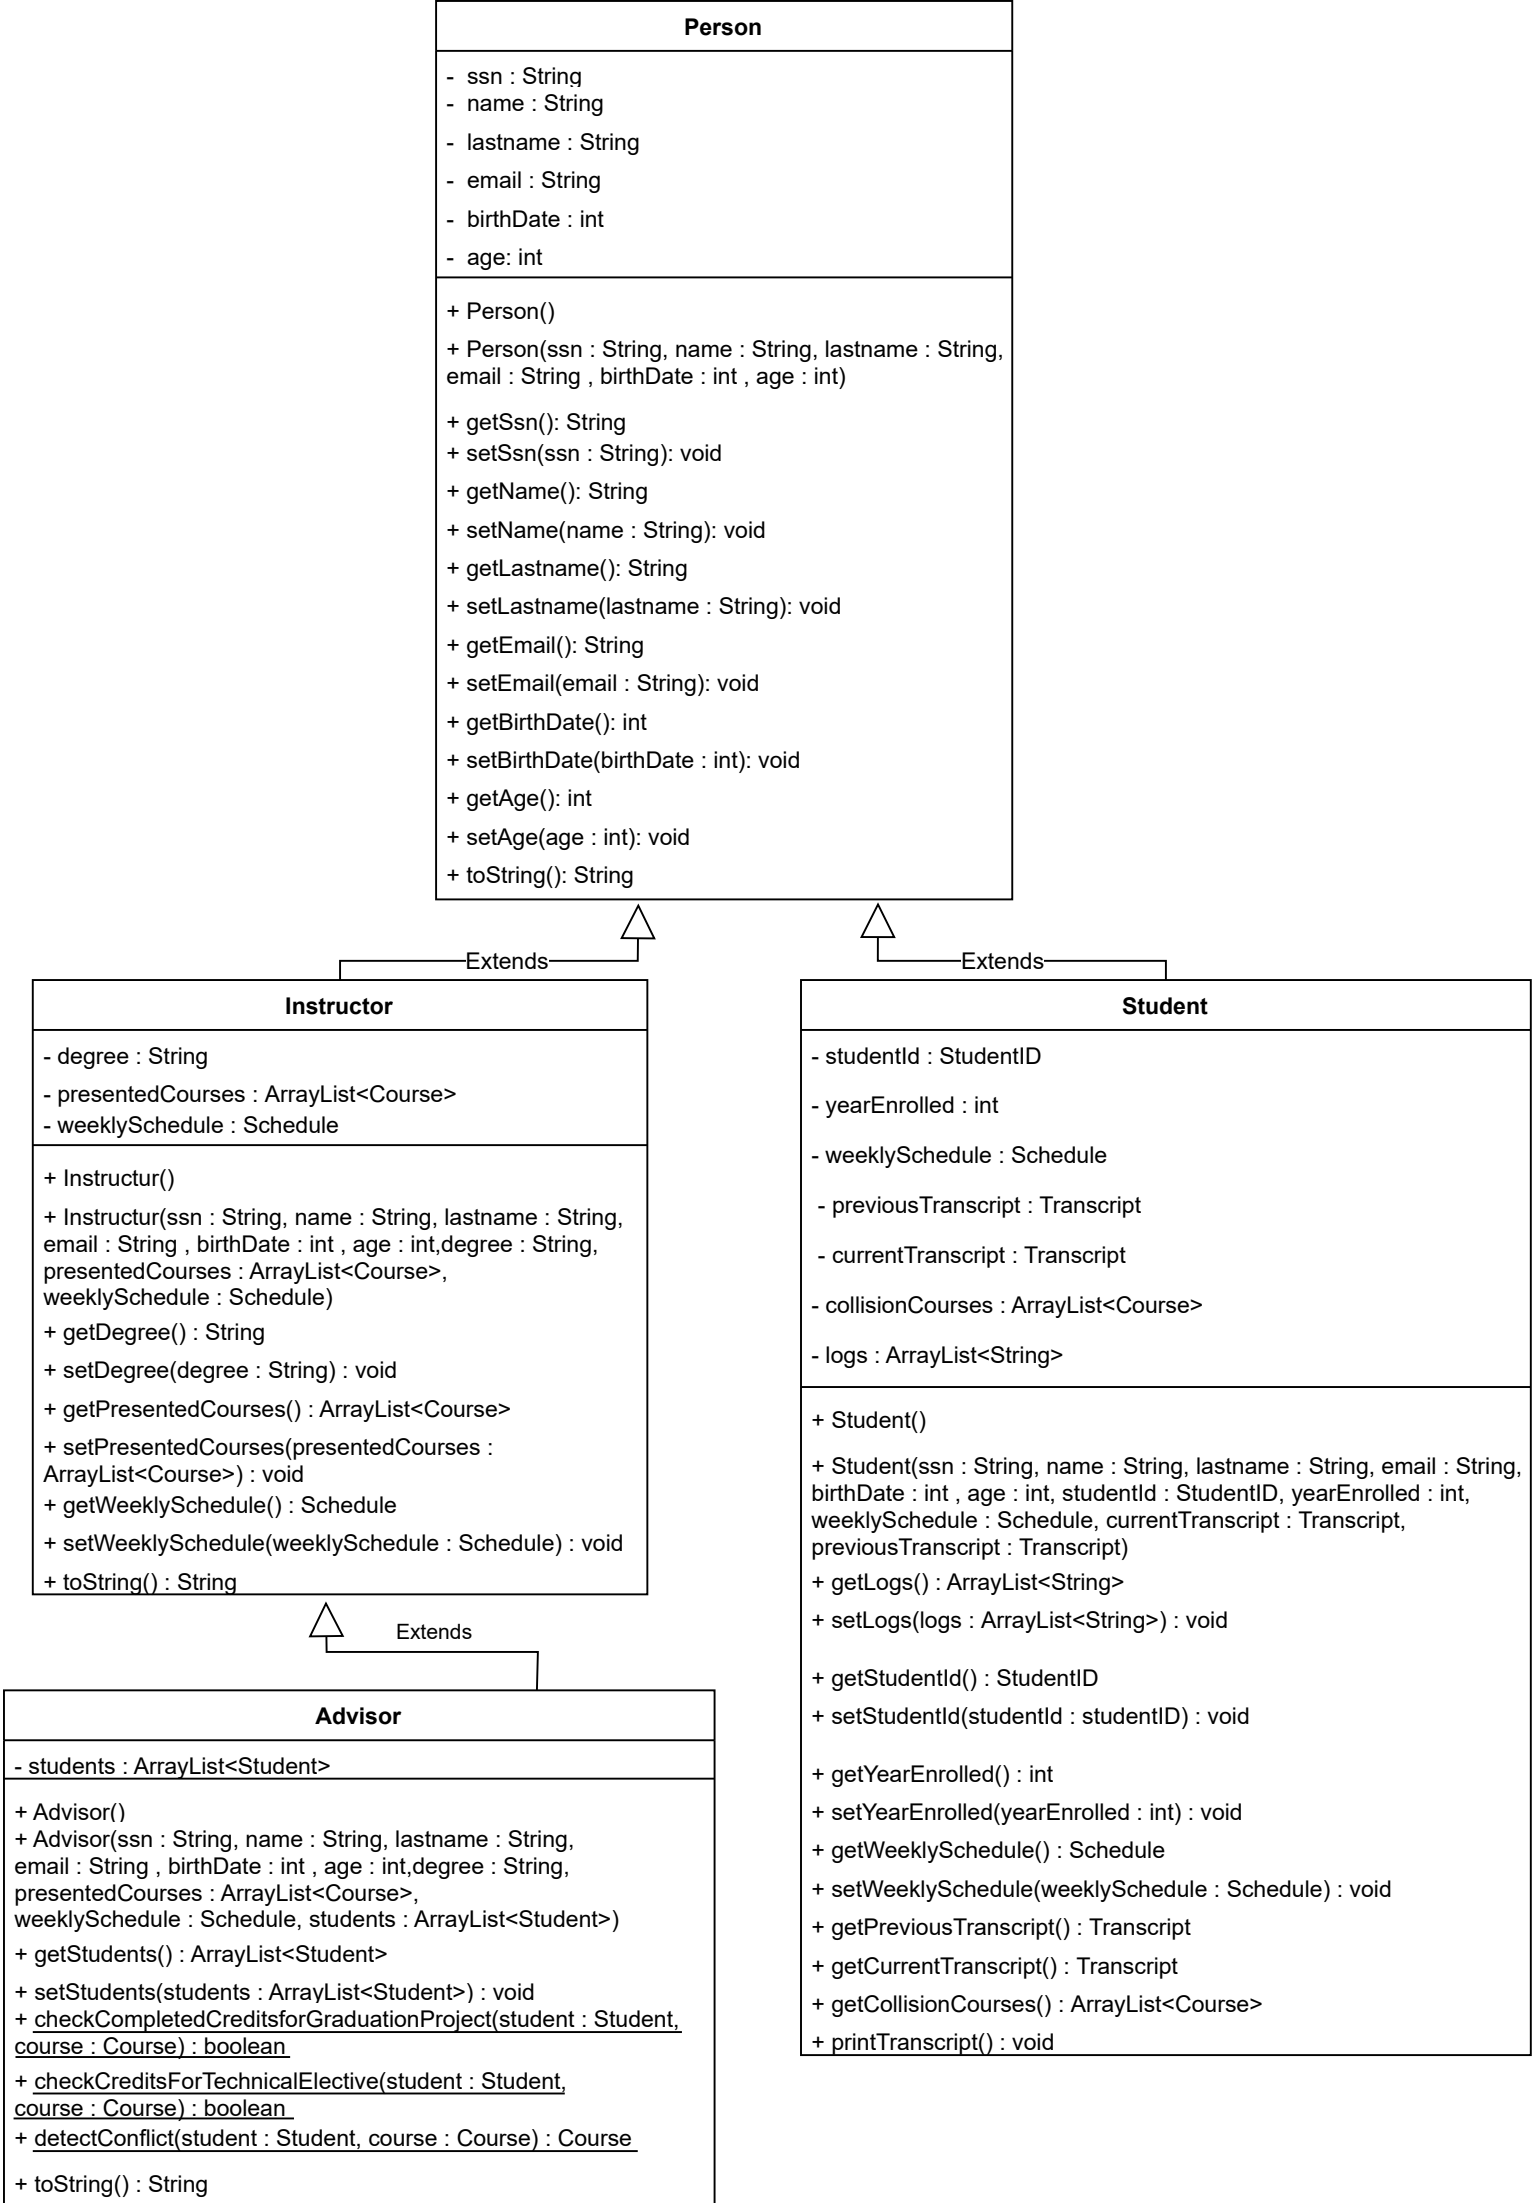 Person
- ssn : String
- name : String
- lastname : String
- email : String
- birthDate : int
- age: int
+ Person()
+ Person(ssn : String, name : String, lastname : String,
email : String , birthDate : int , age : int)
+ getSsn(): String
+ setSsn(ssn : String): void
+ getName(): String
+ setName(name : String): void
+ getLastname(): String
+ setLastname(lastname : String): void
+ getEmail(): String
+ setEmail(email : String): void
+ getBirthDate(): int
+ setBirthDate(birthDate : int): void
+ getAge(): int
+ setAge(age : int): void
+ toString(): String
Extends
Extends
Instructor
- degree : String
- presentedCourses : ArrayList<Course>
- weeklySchedule : Schedule
+ Instructur()
+ Instructur(ssn : String, name : String, lastname : String,
email : String , birthDate : int , age : int,degree : String,
presentedCourses : ArrayList<Course>,
weeklySchedule : Schedule)
+ getDegree() : String
+ setDegree(degree : String) : void
+ getPresentedCourses() : ArrayList<Course>
+ setPresentedCourses(presentedCourses :
ArrayList<Course>) : void
+ getWeeklySchedule() : Schedule
+ setWeeklySchedule(weeklySchedule : Schedule) : void
+ toString() : String
Extends
Advisor
- students : ArrayList<Student>
+ Advisor()
+ Advisor(ssn : String, name : String, lastname : String,
email : String , birthDate : int , age : int,degree : String,
presentedCourses : ArrayList<Course>,
weeklySchedule : Schedule, students : ArrayList<Student>)
+ getStudents() : ArrayList<Student>
+ setStudents(students : ArrayList<Student>) : void
+ checkCompletedCreditsforGraduationProject(student : Student,
course : Course) : boolean
+ checkCreditsForTechnicalElective(student : Student,
course : Course) : boolean
+ detectConflict(student : Student, course : Course) : Course
+ toString() : String
Student
- studentId : StudentID
- yearEnrolled : int
- weeklySchedule : Schedule
- previousTranscript : Transcript
- currentTranscript : Transcript
- collisionCourses : ArrayList<Course>
- logs : ArrayList<String>
+ Student()
+ Student(ssn : String, name : String, lastname : String, email : String,
birthDate : int , age : int, studentId : StudentID, yearEnrolled : int,
weeklySchedule : Schedule, currentTranscript : Transcript,
previousTranscript : Transcript)
+ getLogs() : ArrayList<String>
+ setLogs(logs : ArrayList<String>) : void
+ getStudentId() : StudentID
+ setStudentId(studentId : studentID) : void
+ getYearEnrolled() : int
+ setYearEnrolled(yearEnrolled : int) : void
+ getWeeklySchedule() : Schedule
+ setWeeklySchedule(weeklySchedule : Schedule) : void
+ getPreviousTranscript() : Transcript
+ getCurrentTranscript() : Transcript
+ getCollisionCourses() : ArrayList<Course>
+ printTranscript() : void